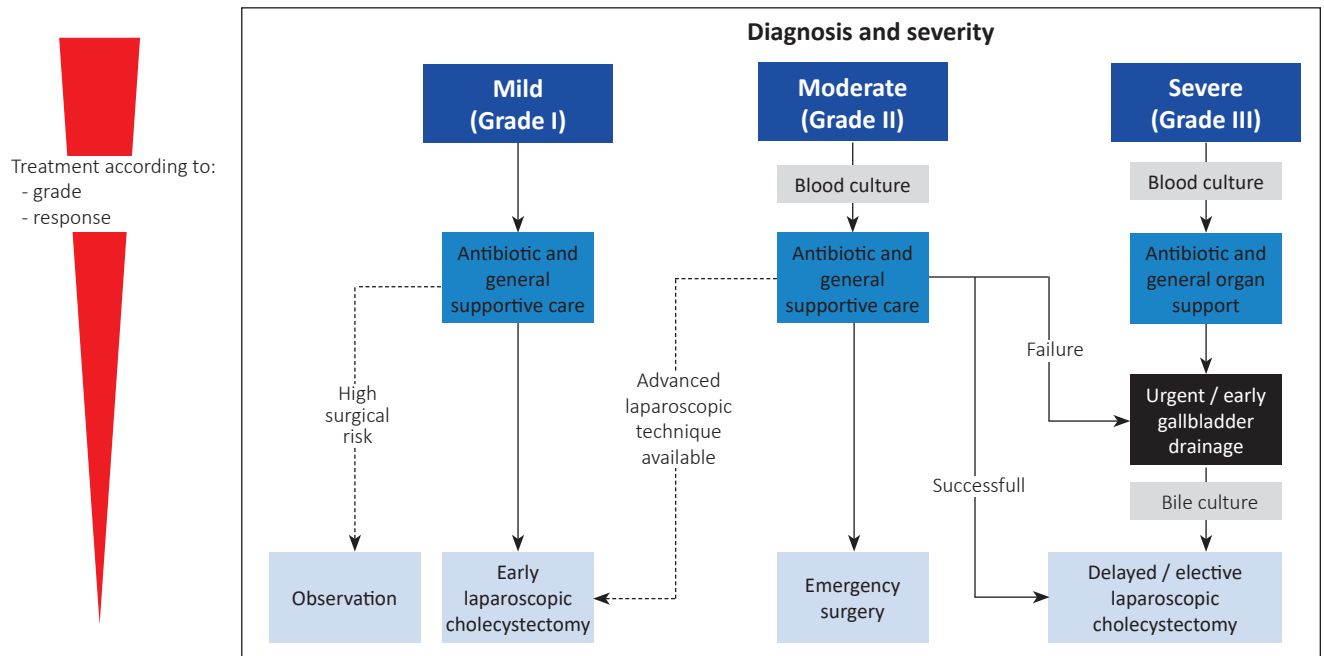 Diagnosis and severity
Mild
(Grade I)
Moderate
(Grade II)
Severe
(Grade III)
Treatment according to:
- grade
- response
Blood culture
Blood culture
Antibiotic and
general
supportive care
Antibiotic and
general
supportive care
Antibiotic and
general organ
support
High
surgical
risk
Advanced
laparoscopic
technique
available
Failure
Successfull
Urgent / early
gallbladder
drainage
Bile culture
Observation
Early
laparoscopic
cholecystectomy
Emergency
surgery
Delayed / elective
laparoscopic
cholecystectomy